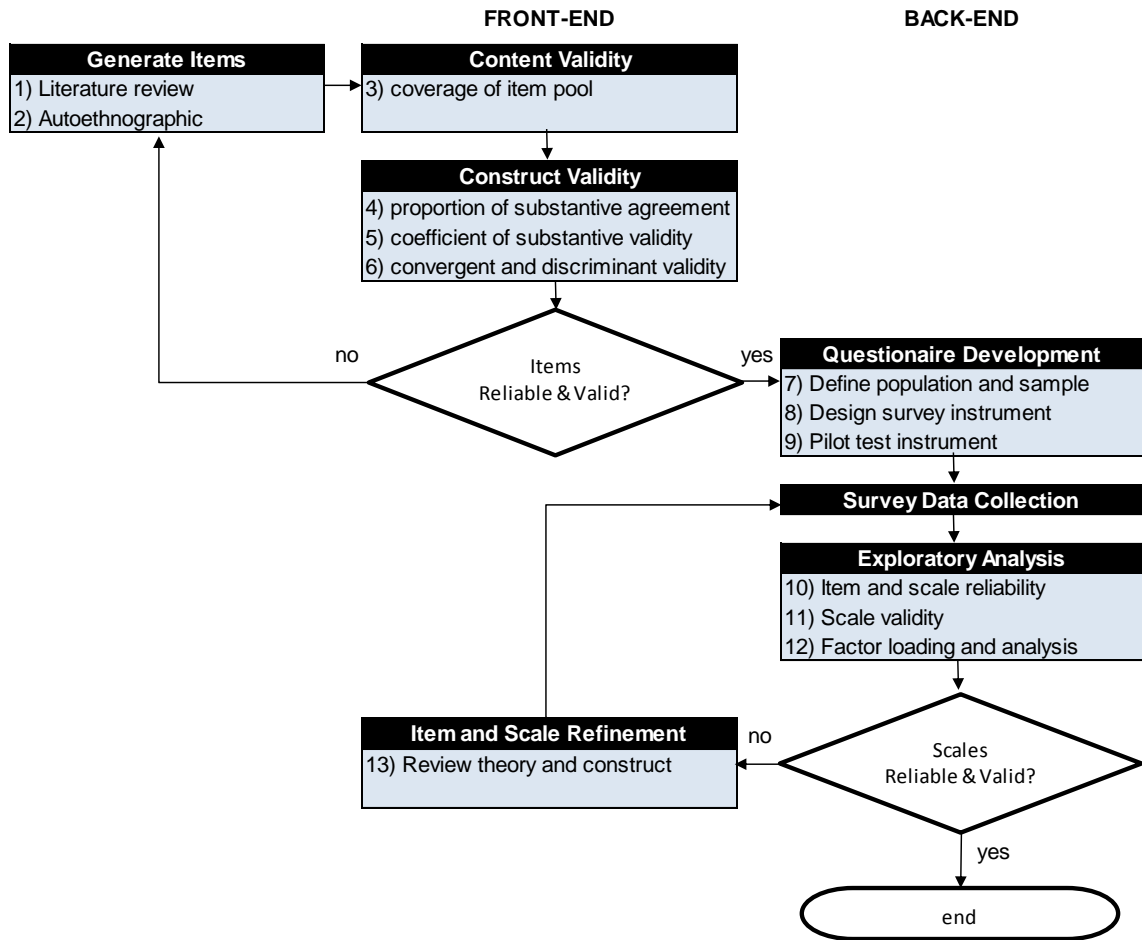 FRONT-END
BACK-END
Generate Items
1) Literature review
2) Autoethnographic
Content Validity
3) coverage of item pool
Construct Validity
4) proportion of substantive agreement
5) coefficient of substantive validity
6) convergent and discriminant validity
no
Items
Reliable & Valid?
yes
Questionaire Development
7) Define population and sample
8) Design survey instrument
9) Pilot test instrument
Survey Data Collection
Exploratory Analysis
10) Item and scale reliability
11) Scale validity
12) Factor loading and analysis
Item and Scale Refinement
13) Review theory and construct
no
Scales
Reliable & Valid?
yes
end